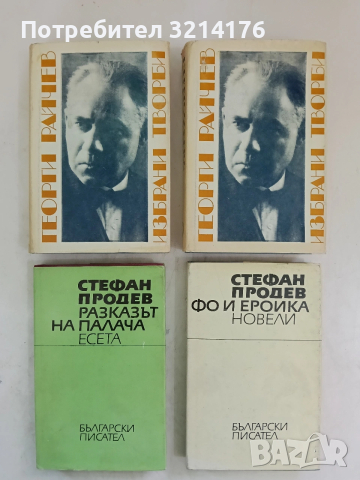 Потребител 3214176
ГЕОРГИ РАЙЧЕВ
ИЗБРАНИ ТВОРБИ
ГЕОРГИ РАЙЧЕВ
ИЗБРАНИ ТВОРБИ
СТЕФАН
ПРОДЕВ
РАЗКАЗЪТ
НА ПАЛАЧА
ЕСЕТА
БЪЛГАРСКИ
ПИСАТЕЛ
СТЕФАН
ПРОДЕВ
ФО И ЕРОИКА
НОВЕЛИ
БЪЛГАРСКИ
ПИСАТЕЛ
BAZAR